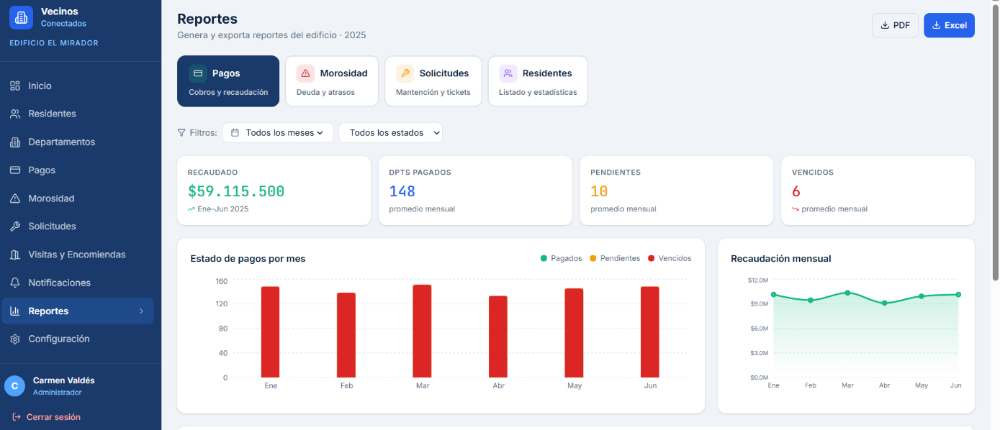 Vecinos
Conectados
EDIFICIO EL MIRADOR
Inicio
Residentes
Departamentos
Pagos
Morosidad
Solicitudes
Visitas y Encomiendas
Notificaciones
Reportes
Configuración
C
Carmen Valdés
Administrador
Cerrar sesión
Reportes
Genera y exporta reportes del edificio · 2025
PDF
Excel
Pagos
Cobros y recaudación
Morosidad
Deuda y atrasos
Solicitudes
Mantención y tickets
Residentes
Listado y estadísticas
Filtros:
Todos los meses
Todos los estados
RECAUDADO
$59.115.500
Ene–Jun 2025
DPTS PAGADOS
148
promedio mensual
PENDIENTES
10
promedio mensual
VENCIDOS
6
promedio mensual
Estado de pagos por mes
Pagados
Pendientes
Vencidos
160
120
80
40
0
Ene
Feb
Mar
Abr
May
Jun
Recaudación mensual
$12.0M
$9.0M
$6.0M
$3.0M
$0.0M
Ene
Feb
Mar
Abr
May
Jun